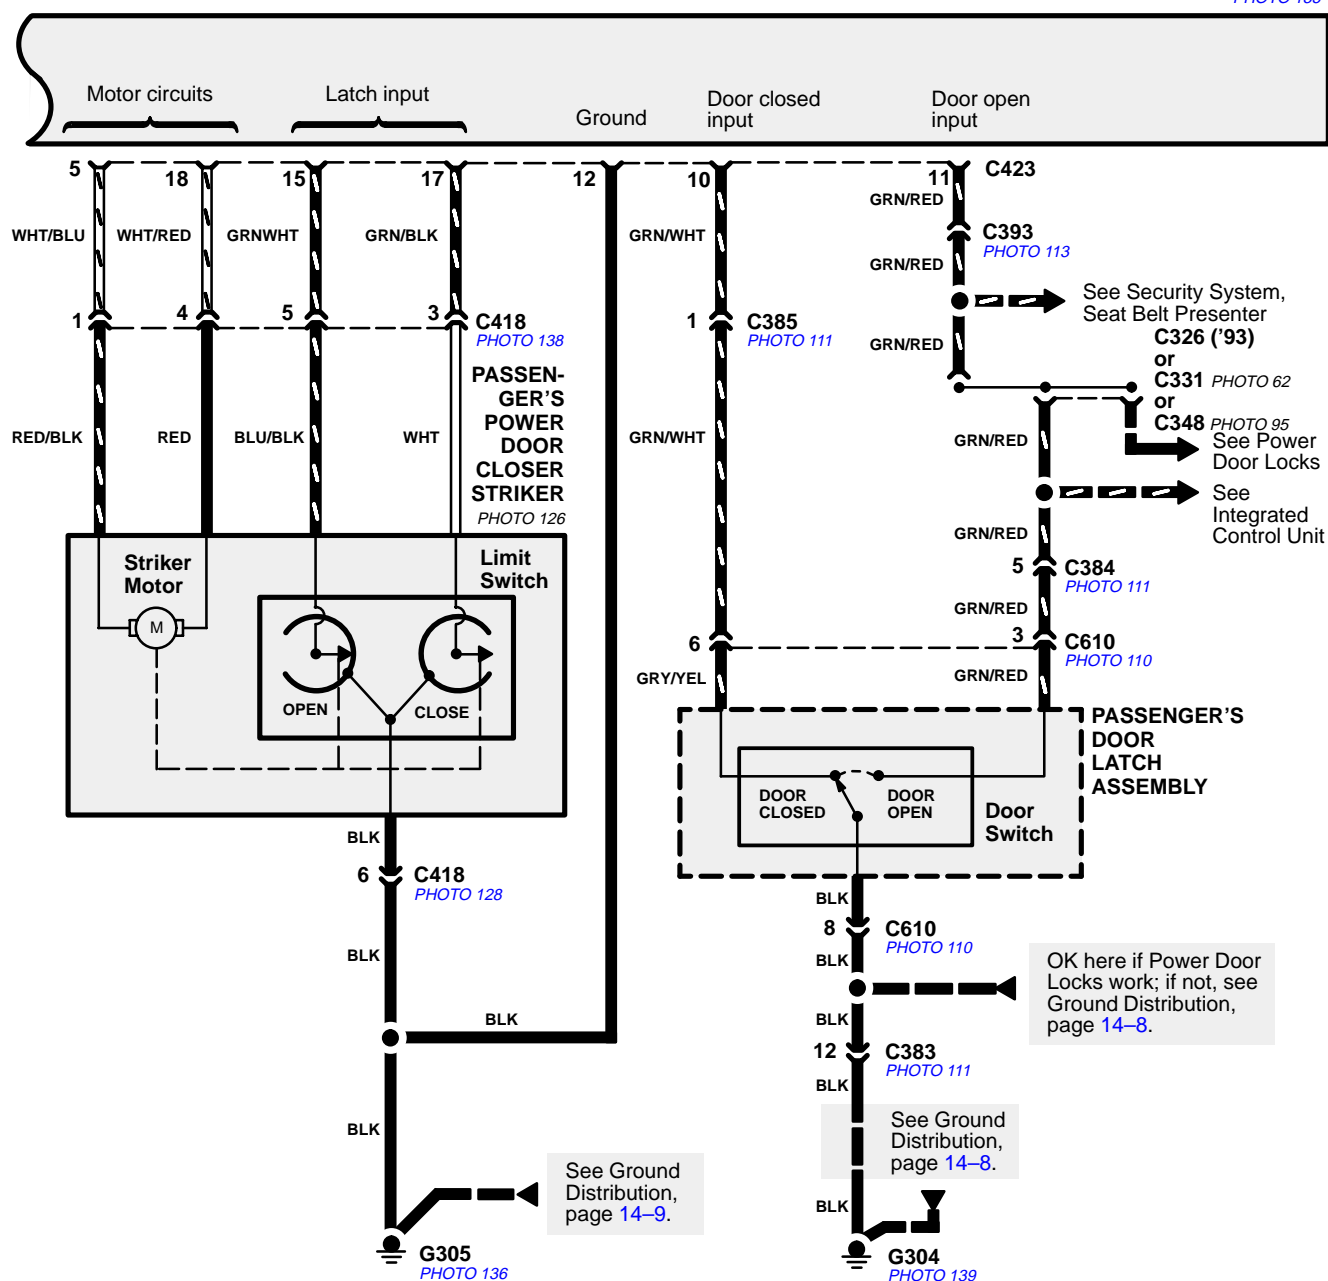 Motor circuits
Latch input
Ground
Door closed
input
Door open
input
5
18
15
17
12
10
11
C423
GRN/RED
WHT/BLU
WHT/RED
GRNWHT
GRN/BLK
GRN/WHT
C393
PHOTO 113
GRN/RED
See Security System,
Seat Belt Presenter
1
4
5
3
C418
PHOTO 138
1
C385
PHOTO 111
GRN/RED
C326 ('93)
or
C331 PHOTO 62
or
C348 PHOTO 95
PASSEN-
GER'S
POWER
DOOR
CLOSER
STRIKER
PHOTO 126
RED/BLK
RED
BLU/BLK
WHT
GRN/WHT
GRN/RED
See Power
Door Locks
See
Integrated
Control Unit
GRN/RED
5
C384
PHOTO 111
GRN/RED
Striker
Motor
Limit
Switch
M
OPEN
CLOSE
6
3
C610
PHOTO 110
GRY/YEL
GRN/RED
PASSENGER'S
DOOR
LATCH
ASSEMBLY
DOOR
CLOSED
DOOR
OPEN
Door
Switch
BLK
6
C418
PHOTO 128
BLK
BLK
8
C610
PHOTO 110
BLK
OK here if Power Door
Locks work; if not, see
Ground Distribution,
page 14–8.
BLK
BLK
12
C383
PHOTO 111
BLK
See Ground
Distribution,
page 14–8.
BLK
See Ground
Distribution,
page 14–9.
BLK
G305
PHOTO 136
G304
PHOTO 139